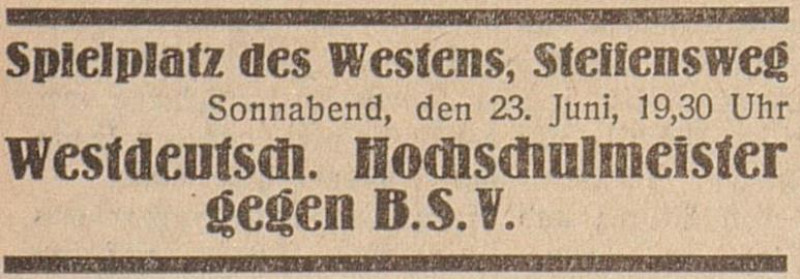 Spielplatz des Westens, Steffensweg
Sonnabend, den 23. Juni, 19,30 Uhr
Westdeutsch. Hochschulmeister
gegen B.S.V.